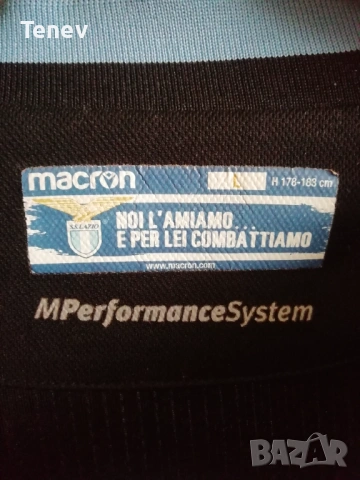 Tenev
macron L H 178-183 cm
S.S.LAZIO
NOI L'AMIAMO...
E PER LEI COMBATTIAMO
www.macron.com
MPerformanceSystem
BAZAR